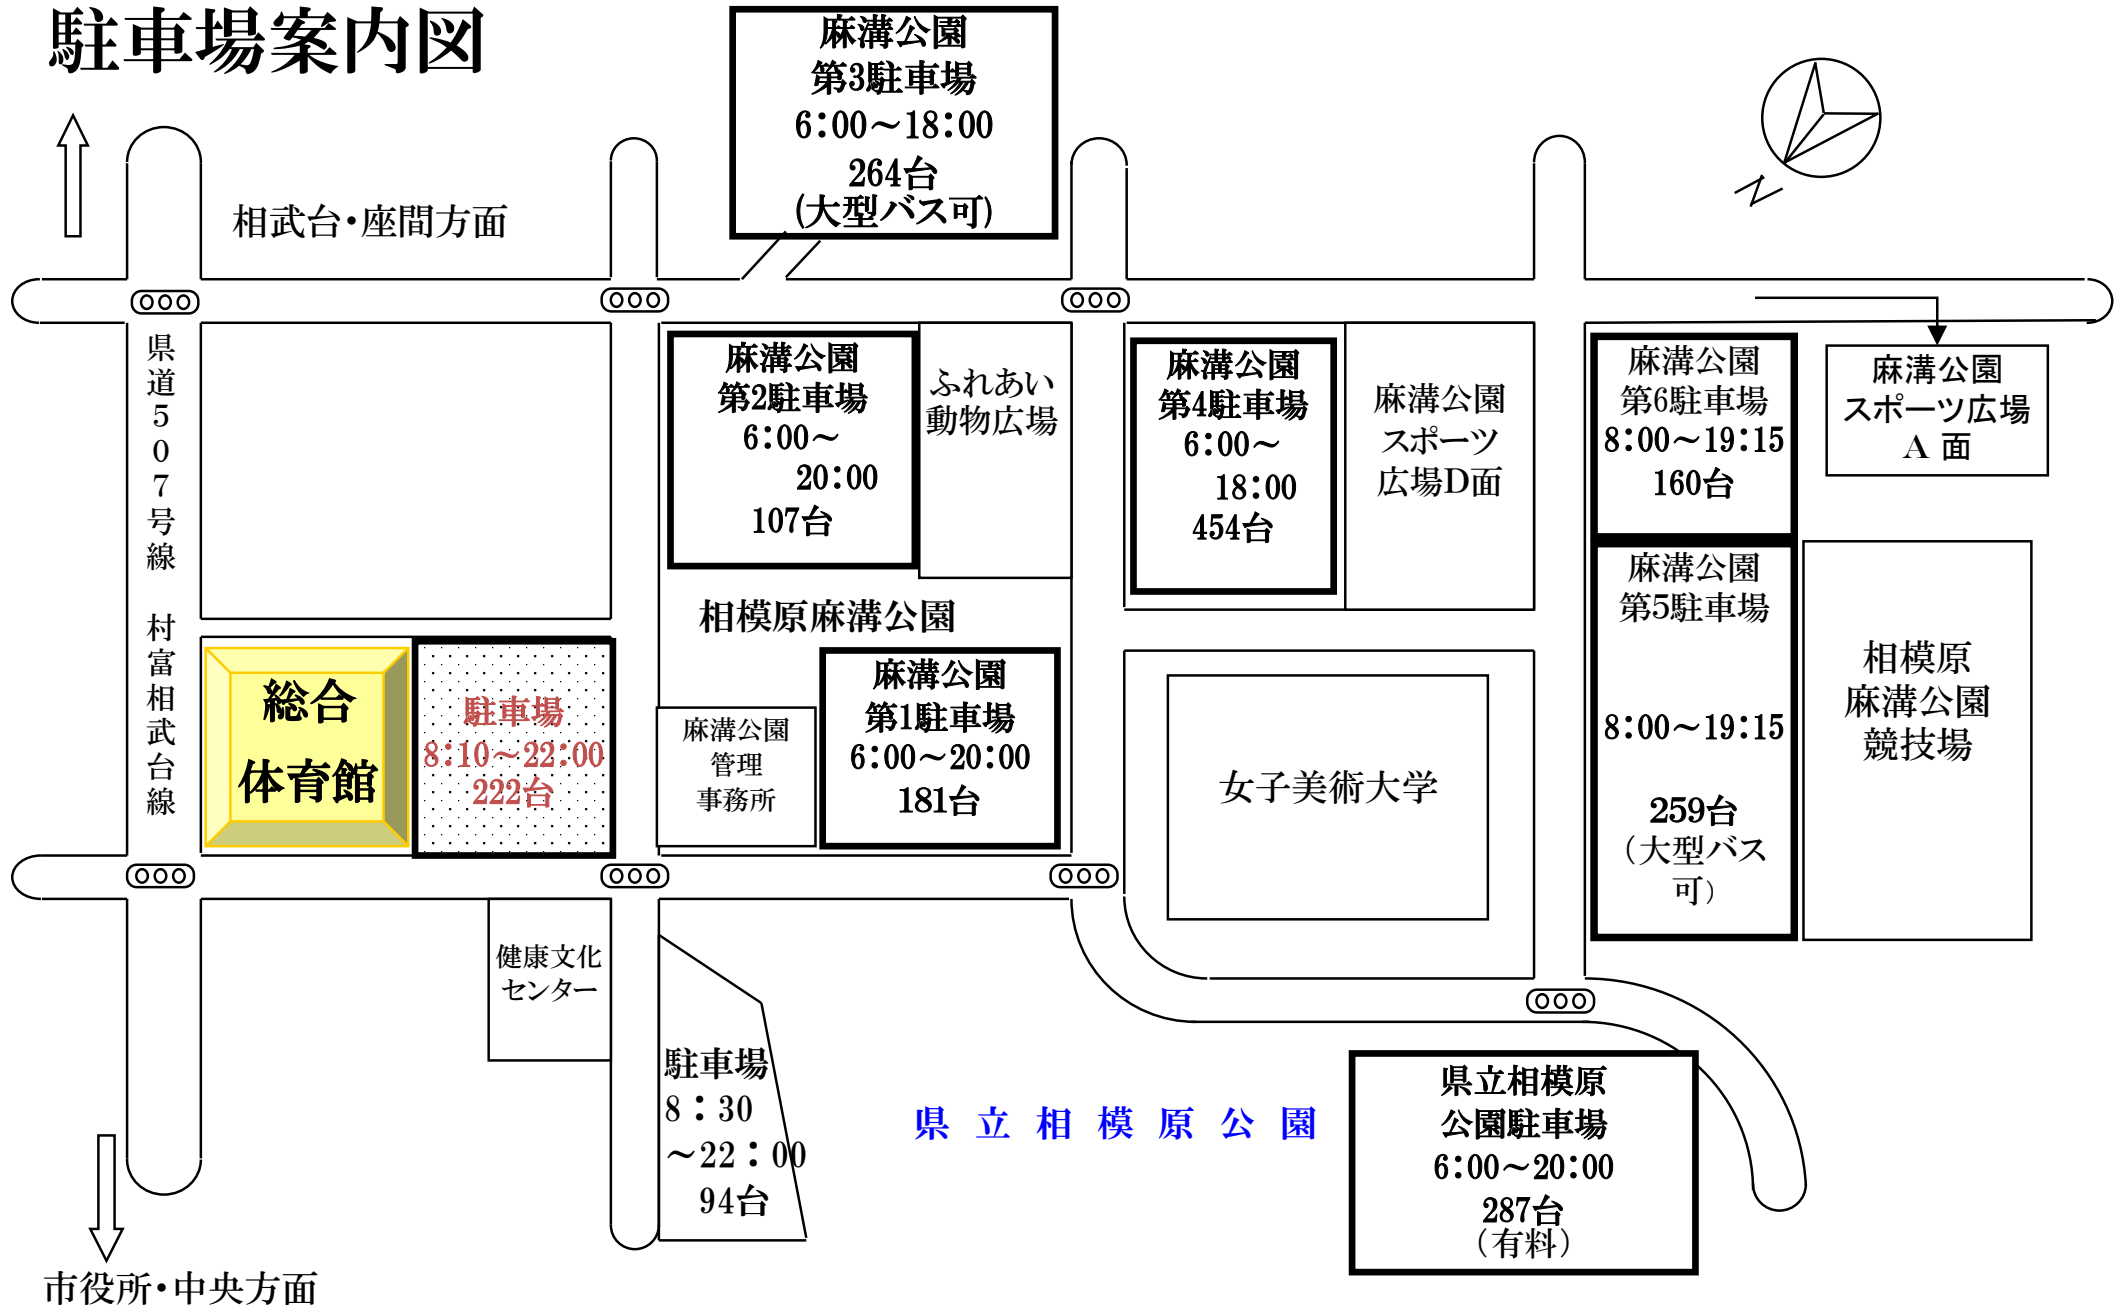 駐車場案内図
麻溝公園
第3駐車場
6:00～18:00
264台
(大型バス可)
N
相武台・座間方面
県道507号線 村富相武台線
麻溝公園
第2駐車場
6:00～
20:00
107台
ふれあい
動物広場
麻溝公園
第4駐車場
6:00～
18:00
454台
麻溝公園
スポーツ
広場D面
麻溝公園
第6駐車場
8:00～19:15
160台
麻溝公園
スポーツ広場
A 面
麻溝公園
第5駐車場
8:00～19:15
259台
（大型バス
可）
相模原
麻溝公園
競技場
相模原麻溝公園
総合
体育館
駐車場
8:10～22:00
222台
麻溝公園
管理
事務所
麻溝公園
第1駐車場
6:00～20:00
181台
女子美術大学
健康文化
センター
駐車場
8：30
～22：00
94台
県立相模原公園
県立相模原
公園駐車場
6:00～20:00
287台
（有料）
市役所・中央方面